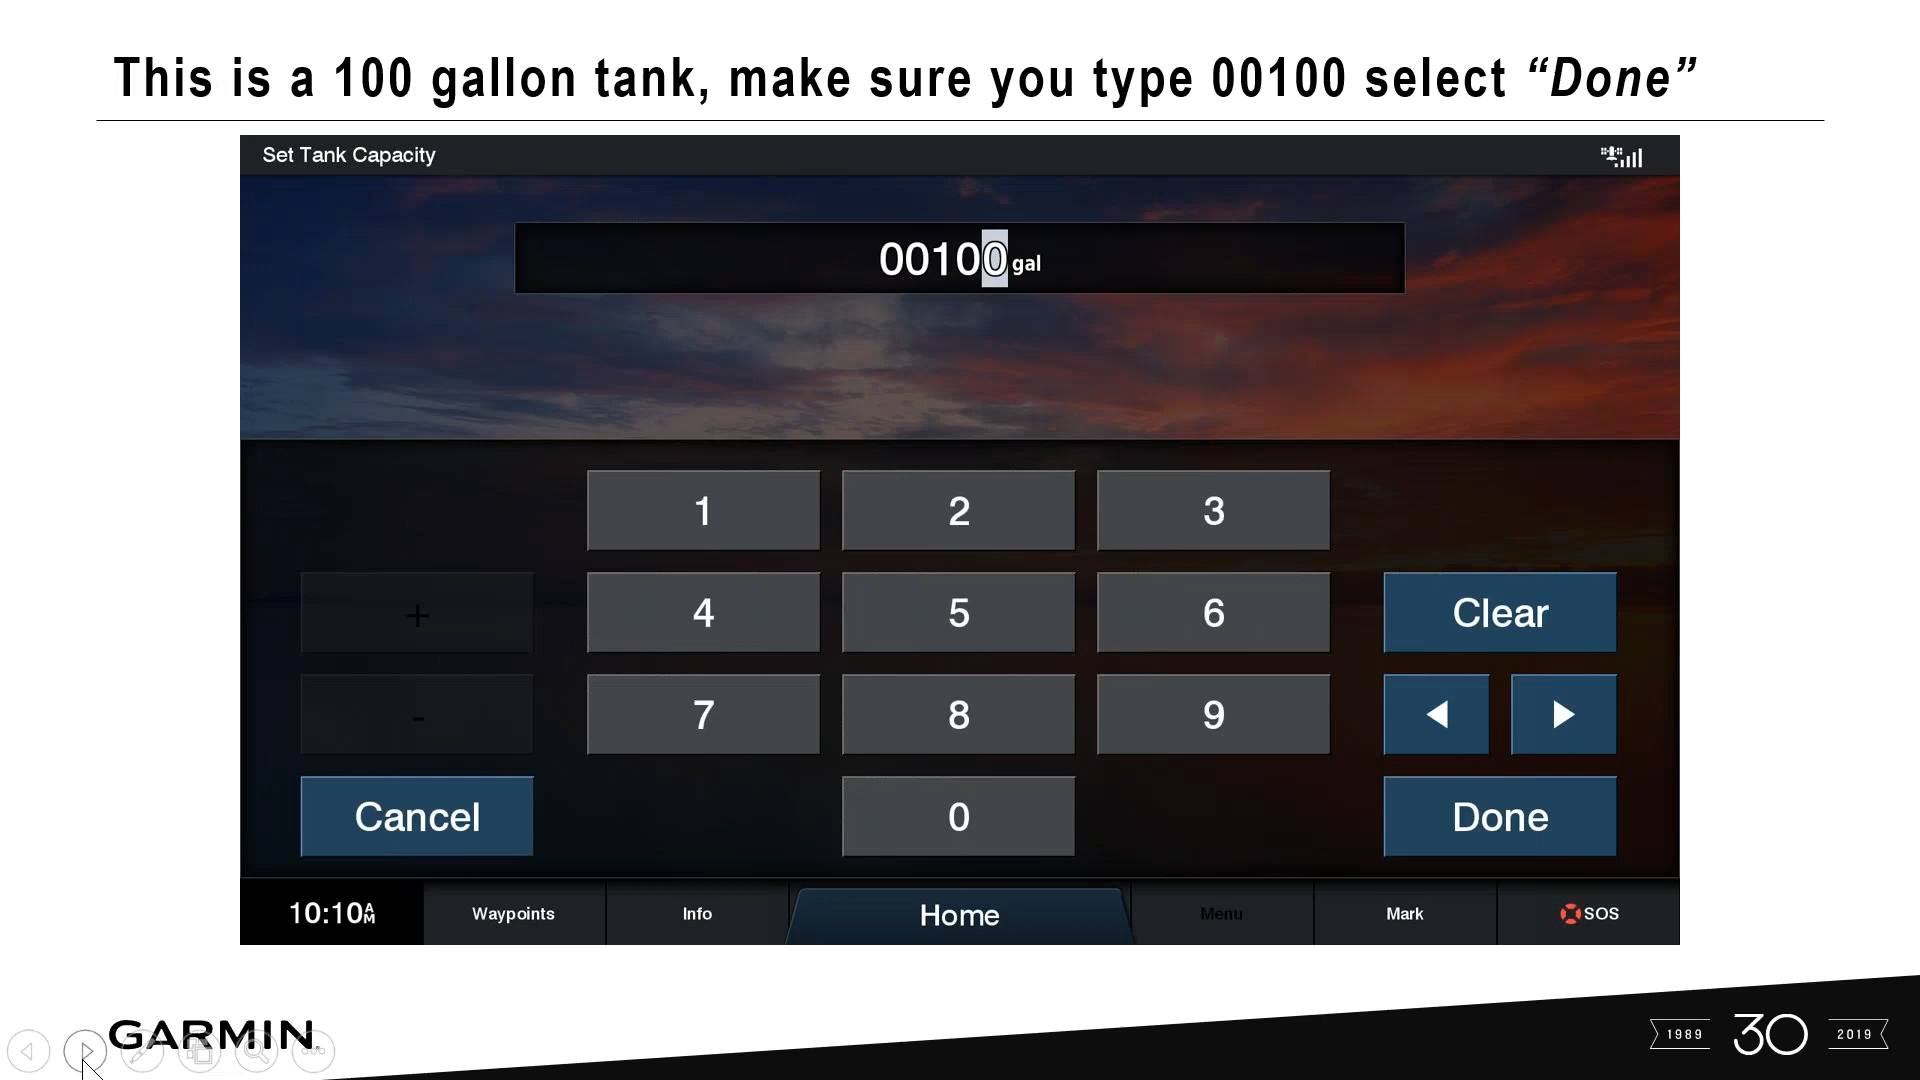 This is a 100 gallon tank, make sure you type 00100 select “Done”
Set Tank Capacity
00100 gal
1 2 3
+ 4 5 6 Clear
- 7 8 9
Cancel 0 Done
10:10AM Waypoints Info Home Menu Mark SOS
GARMIN
1989 30 2019